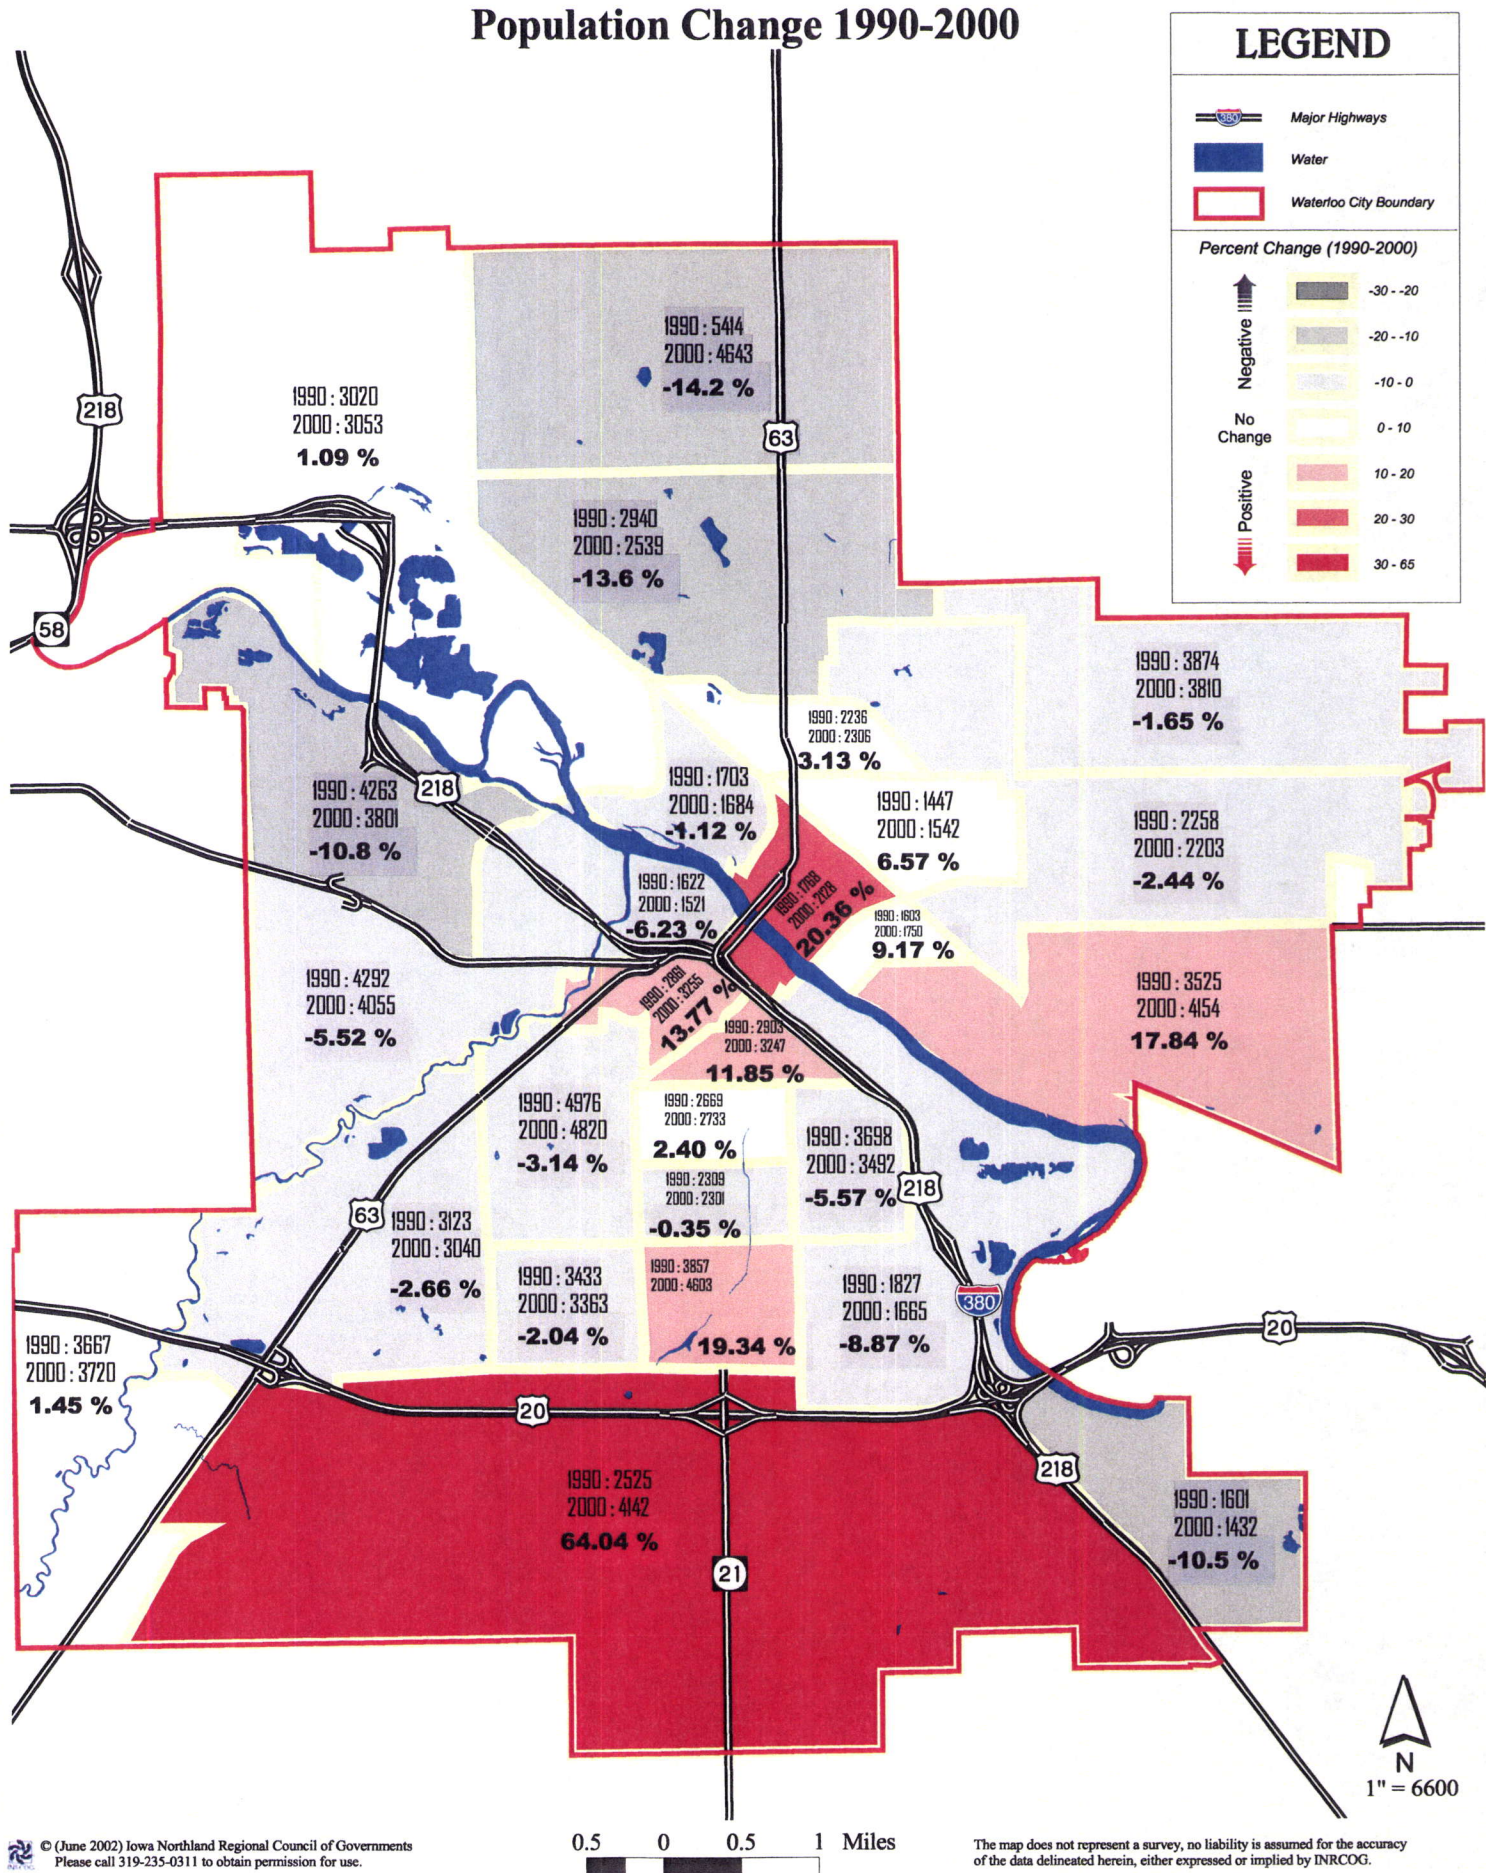 Population Change 1990-2000
LEGEND
380
Major Highways
Water
Waterloo City Boundary
Percent Change (1990-2000)
Negative
No
Change
Positive
-30 - -20
-20 - -10
-10 - 0
0 - 10
10 - 20
20 - 30
30 - 65
1990 : 5414
2000 : 4643
-14.2 %
1990 : 3020
2000 : 3053
1.09 %
218
63
58
1990 : 2940
2000 : 2539
-13.6 %
1990 : 3874
2000 : 3810
-1.65 %
1990 : 2236
2000 : 2306
3.13 %
1990 : 4263
2000 : 3801
-10.8 %
218
1990 : 1703
2000 : 1684
-1.12 %
1990 : 1447
2000 : 1542
6.57 %
1990 : 2258
2000 : 2203
-2.44 %
1990 : 1622
2000 : 1521
-6.23 %
1990 : 1768
2000 : 2128
20.36 %
1990 : 1603
2000 : 1750
9.17 %
1990 : 4292
2000 : 4055
-5.52 %
1990 : 2861
2000 : 3255
13.77 %
1990 : 3525
2000 : 4154
17.84 %
1990 : 2903
2000 : 3247
11.85 %
1990 : 4976
2000 : 4820
-3.14 %
1990 : 2669
2000 : 2733
2.40 %
1990 : 3698
2000 : 3492
-5.57 %
218
1990 : 2309
2000 : 2301
-0.35 %
63
1990 : 3123
2000 : 3040
-2.66 %
1990 : 3433
2000 : 3363
-2.04 %
1990 : 3857
2000 : 4603
19.34 %
1990 : 1827
2000 : 1665
-8.87 %
380
20
1990 : 3667
2000 : 3720
1.45 %
20
218
1990 : 2525
2000 : 4142
64.04 %
1990 : 1601
2000 : 1432
-10.5 %
21
N
1" = 6600
© (June 2002) Iowa Northland Regional Council of Governments
Please call 319-235-0311 to obtain permission for use.
0.5 0 0.5 1 Miles
The map does not represent a survey, no liability is assumed for the accuracy
of the data delineated herein, either expressed or implied by INRCOG.